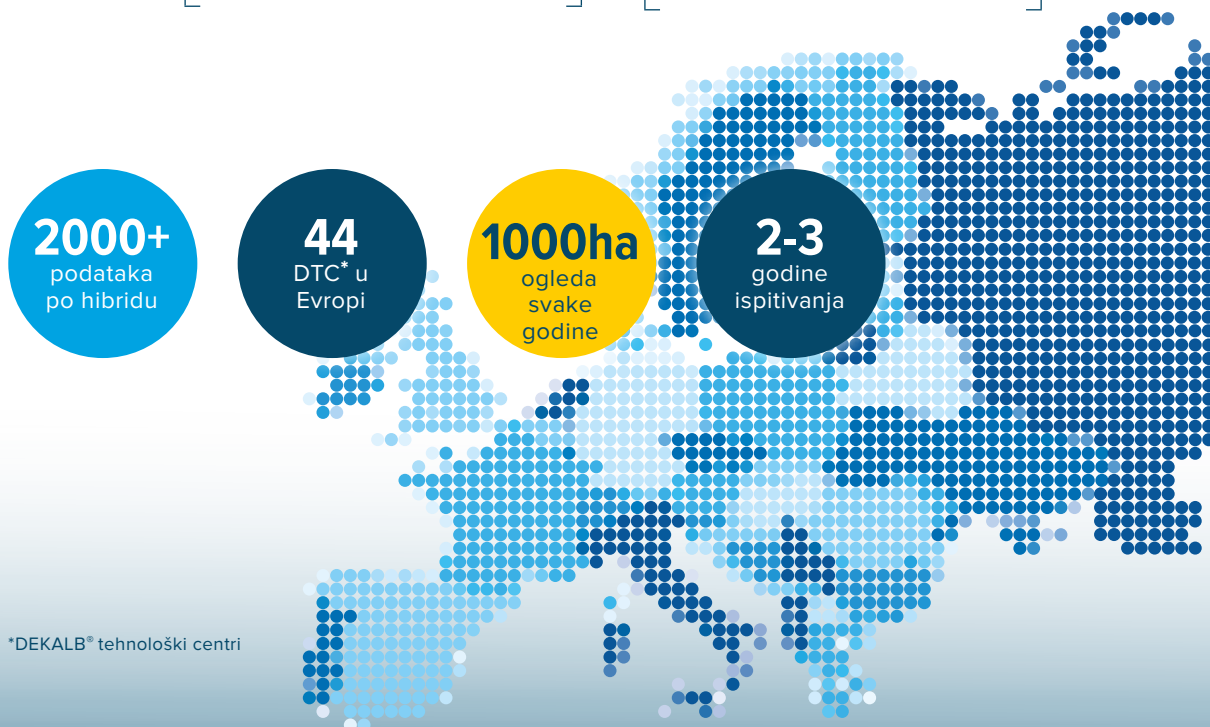 2000+
podataka
po hibridu
44
DTC* u
Evropi
1000ha
ogleda
svake
godine
2-3
godine
ispitivanja
*DEKALB® tehnološki centri